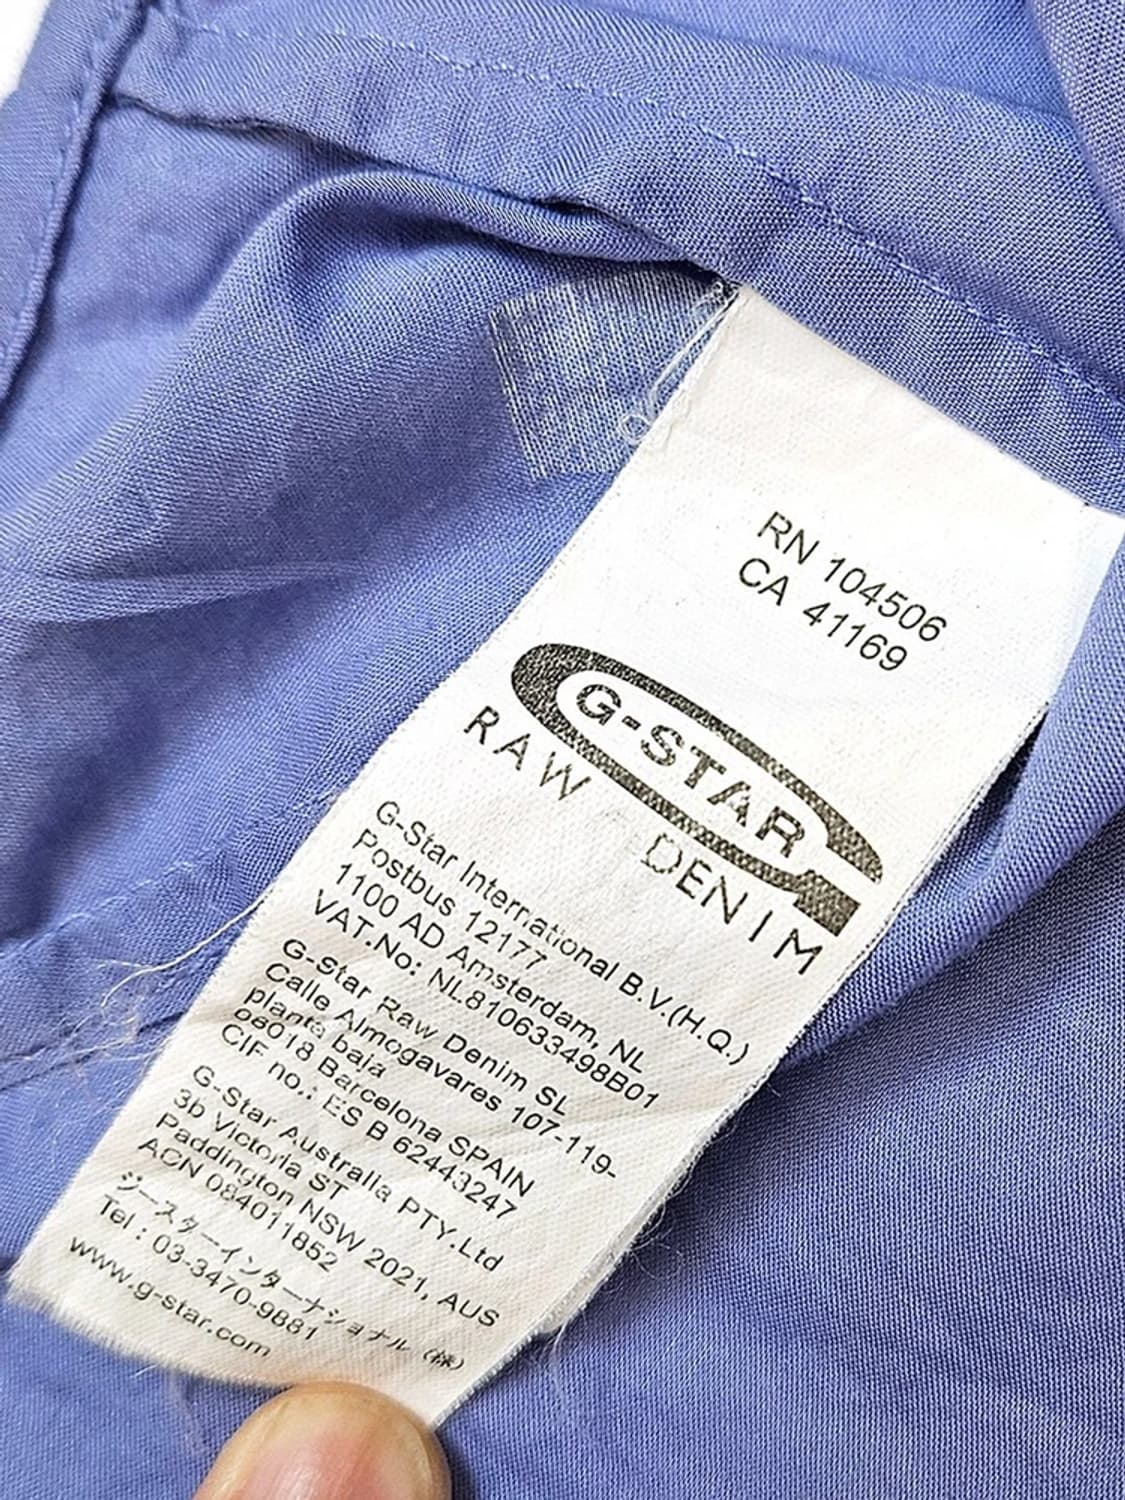 RN 104506
CA 41169
G-STAR
RAW DENIM
G-Star International B.V.(H.Q.)
Postbus 12177
1100 AD Amsterdam, NL
VAT.No: NL810633498B01
G-Star Raw Denim SL
Calle Almogavares 107-119-
planta baja
08018 Barcelona SPAIN
CIF no.: ES B 62443247
G-Star Australia PTY.Ltd
3b Victoria ST
Paddington NSW 2021, AUS
ACN 084011852
ジースターインターナショナル (株)
Tel : 03-3470-9881
www.g-star.com